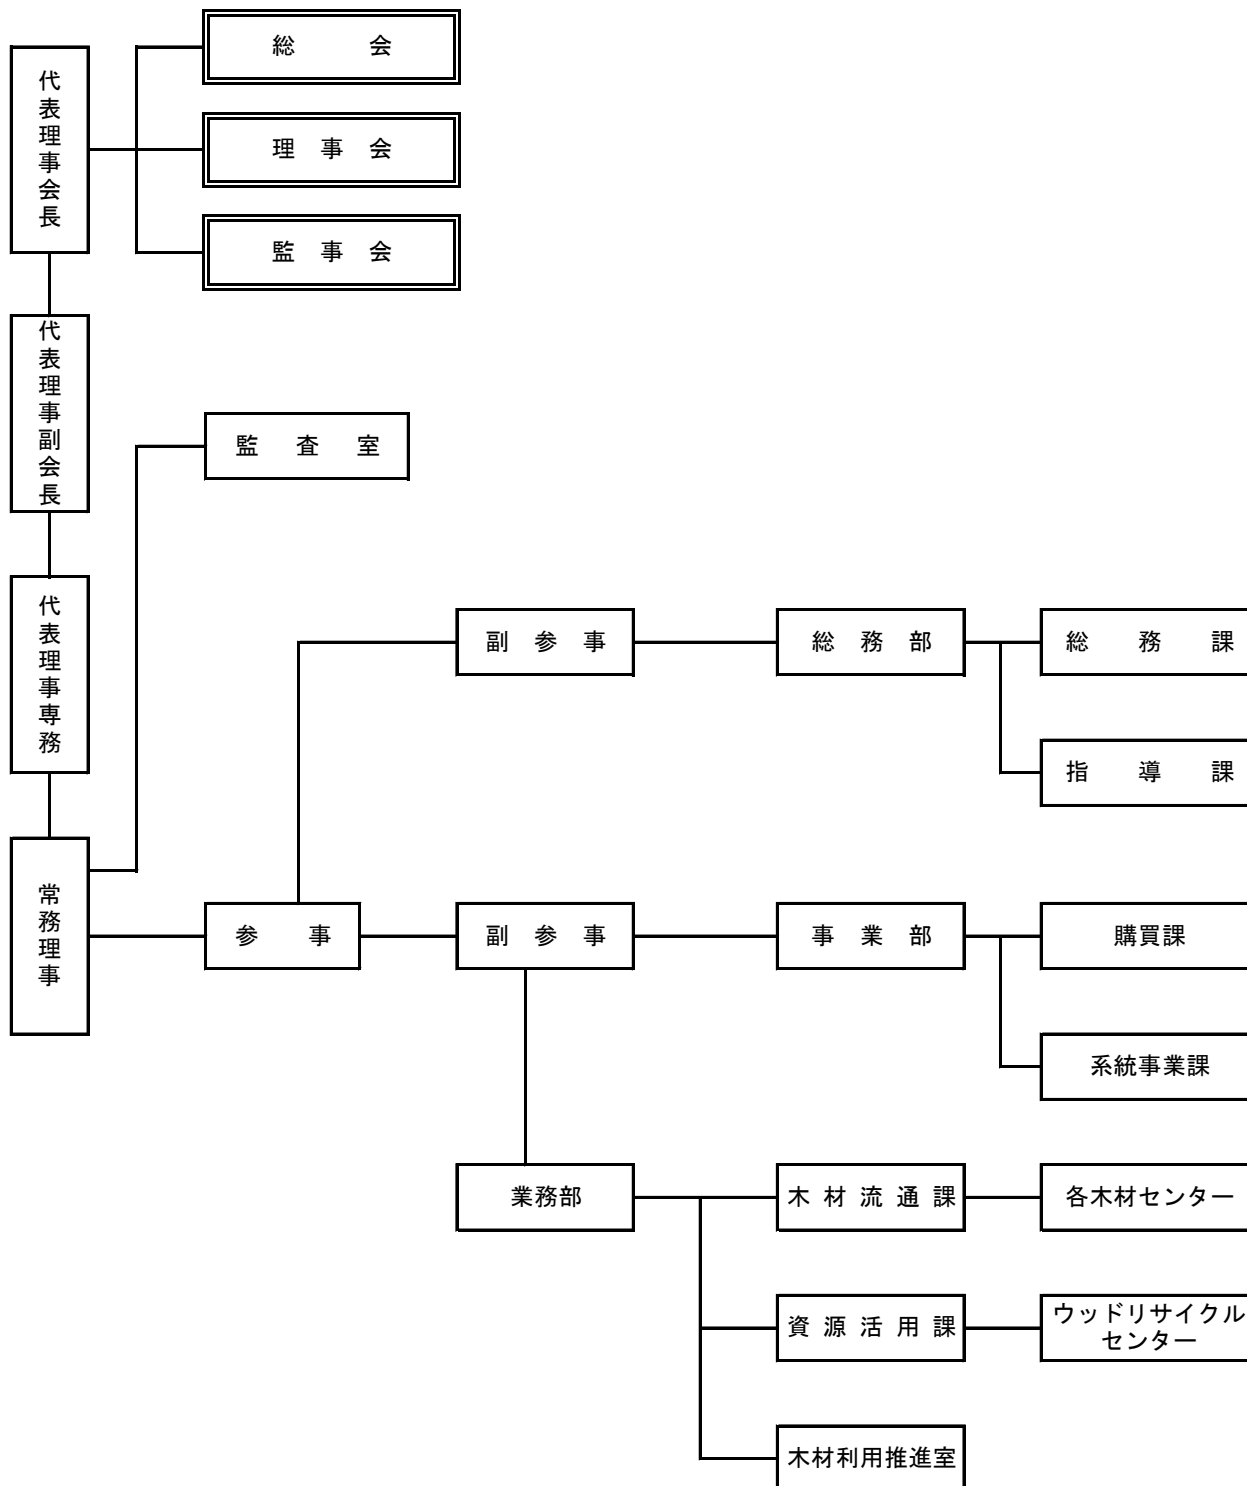 総会
代表理事会長
理事会
監事会
代表理事副会長
監査室
代表理事専務
副参事
総務部
総務課
指導課
常務理事
参事
副参事
事業部
購買課
系統事業課
業務部
木材流通課
各木材センター
資源活用課
ウッドリサイクル
センター
木材利用推進室